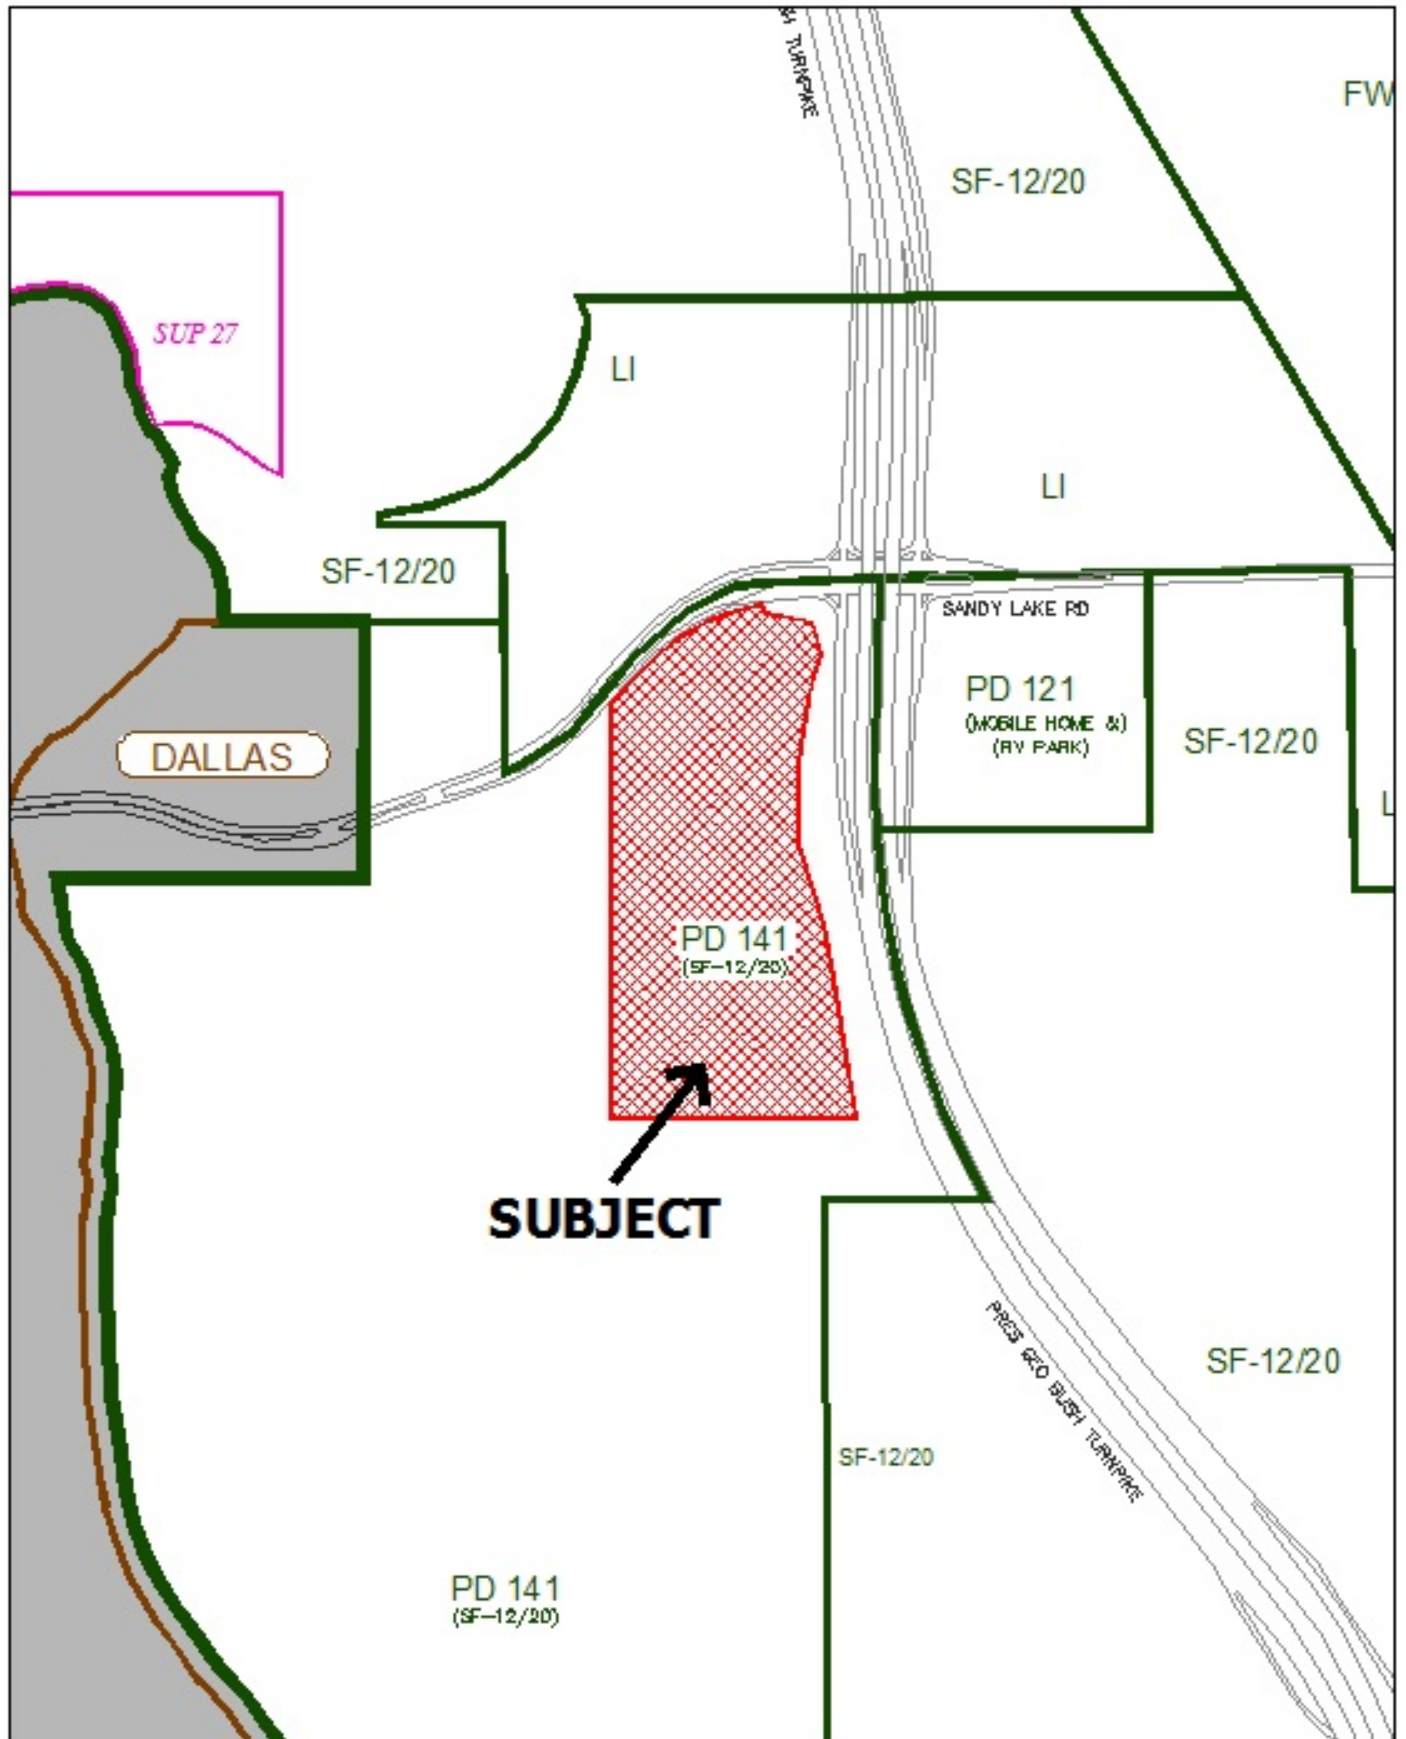 SH TURNPIKE
FW
SF-12/20
SUP 27
LI
LI
SF-12/20
SANDY LAKE RD
PD 121
(MOBILE HOME &)
(RV PARK)
SF-12/20
DALLAS
L
PD 141
(SF-12/20)
SUBJECT
PRES GEO BUSH TURNPIKE
SF-12/20
SF-12/20
PD 141
(SF-12/20)